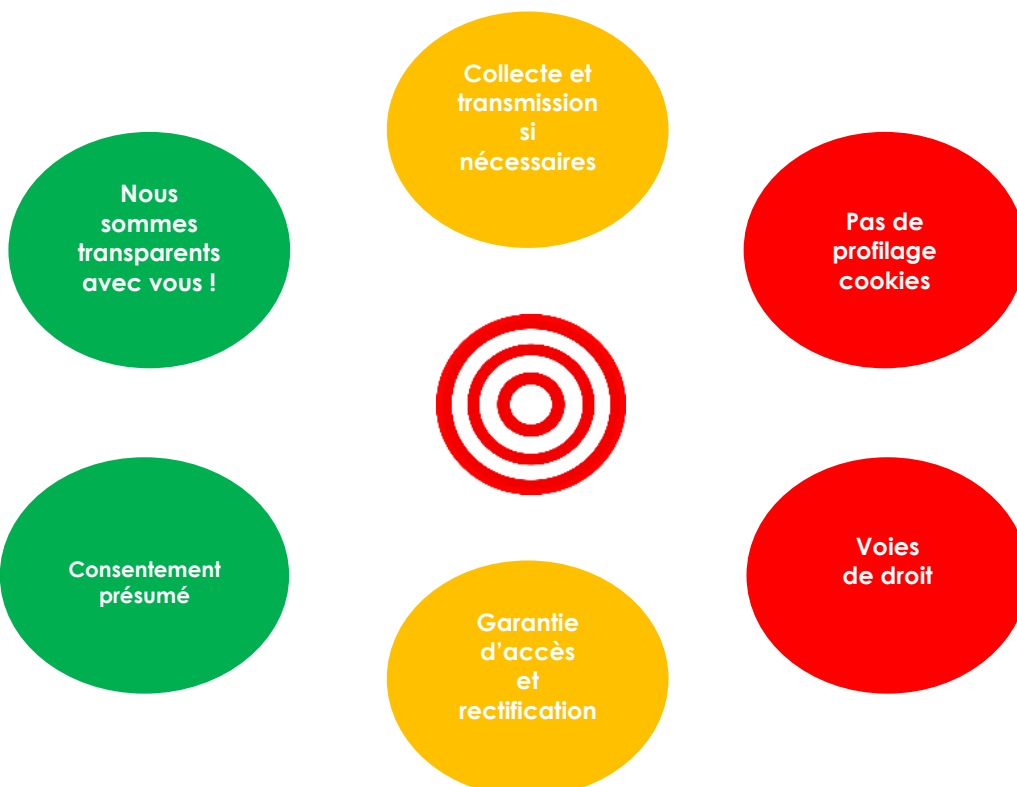 Collecte et
transmission
si
nécessaires
Nous
sommes
transparents
avec vous !
Pas de
profilage
cookies
Consentement
présumé
Voies
de droit
Garantie
d’accès
et
rectification